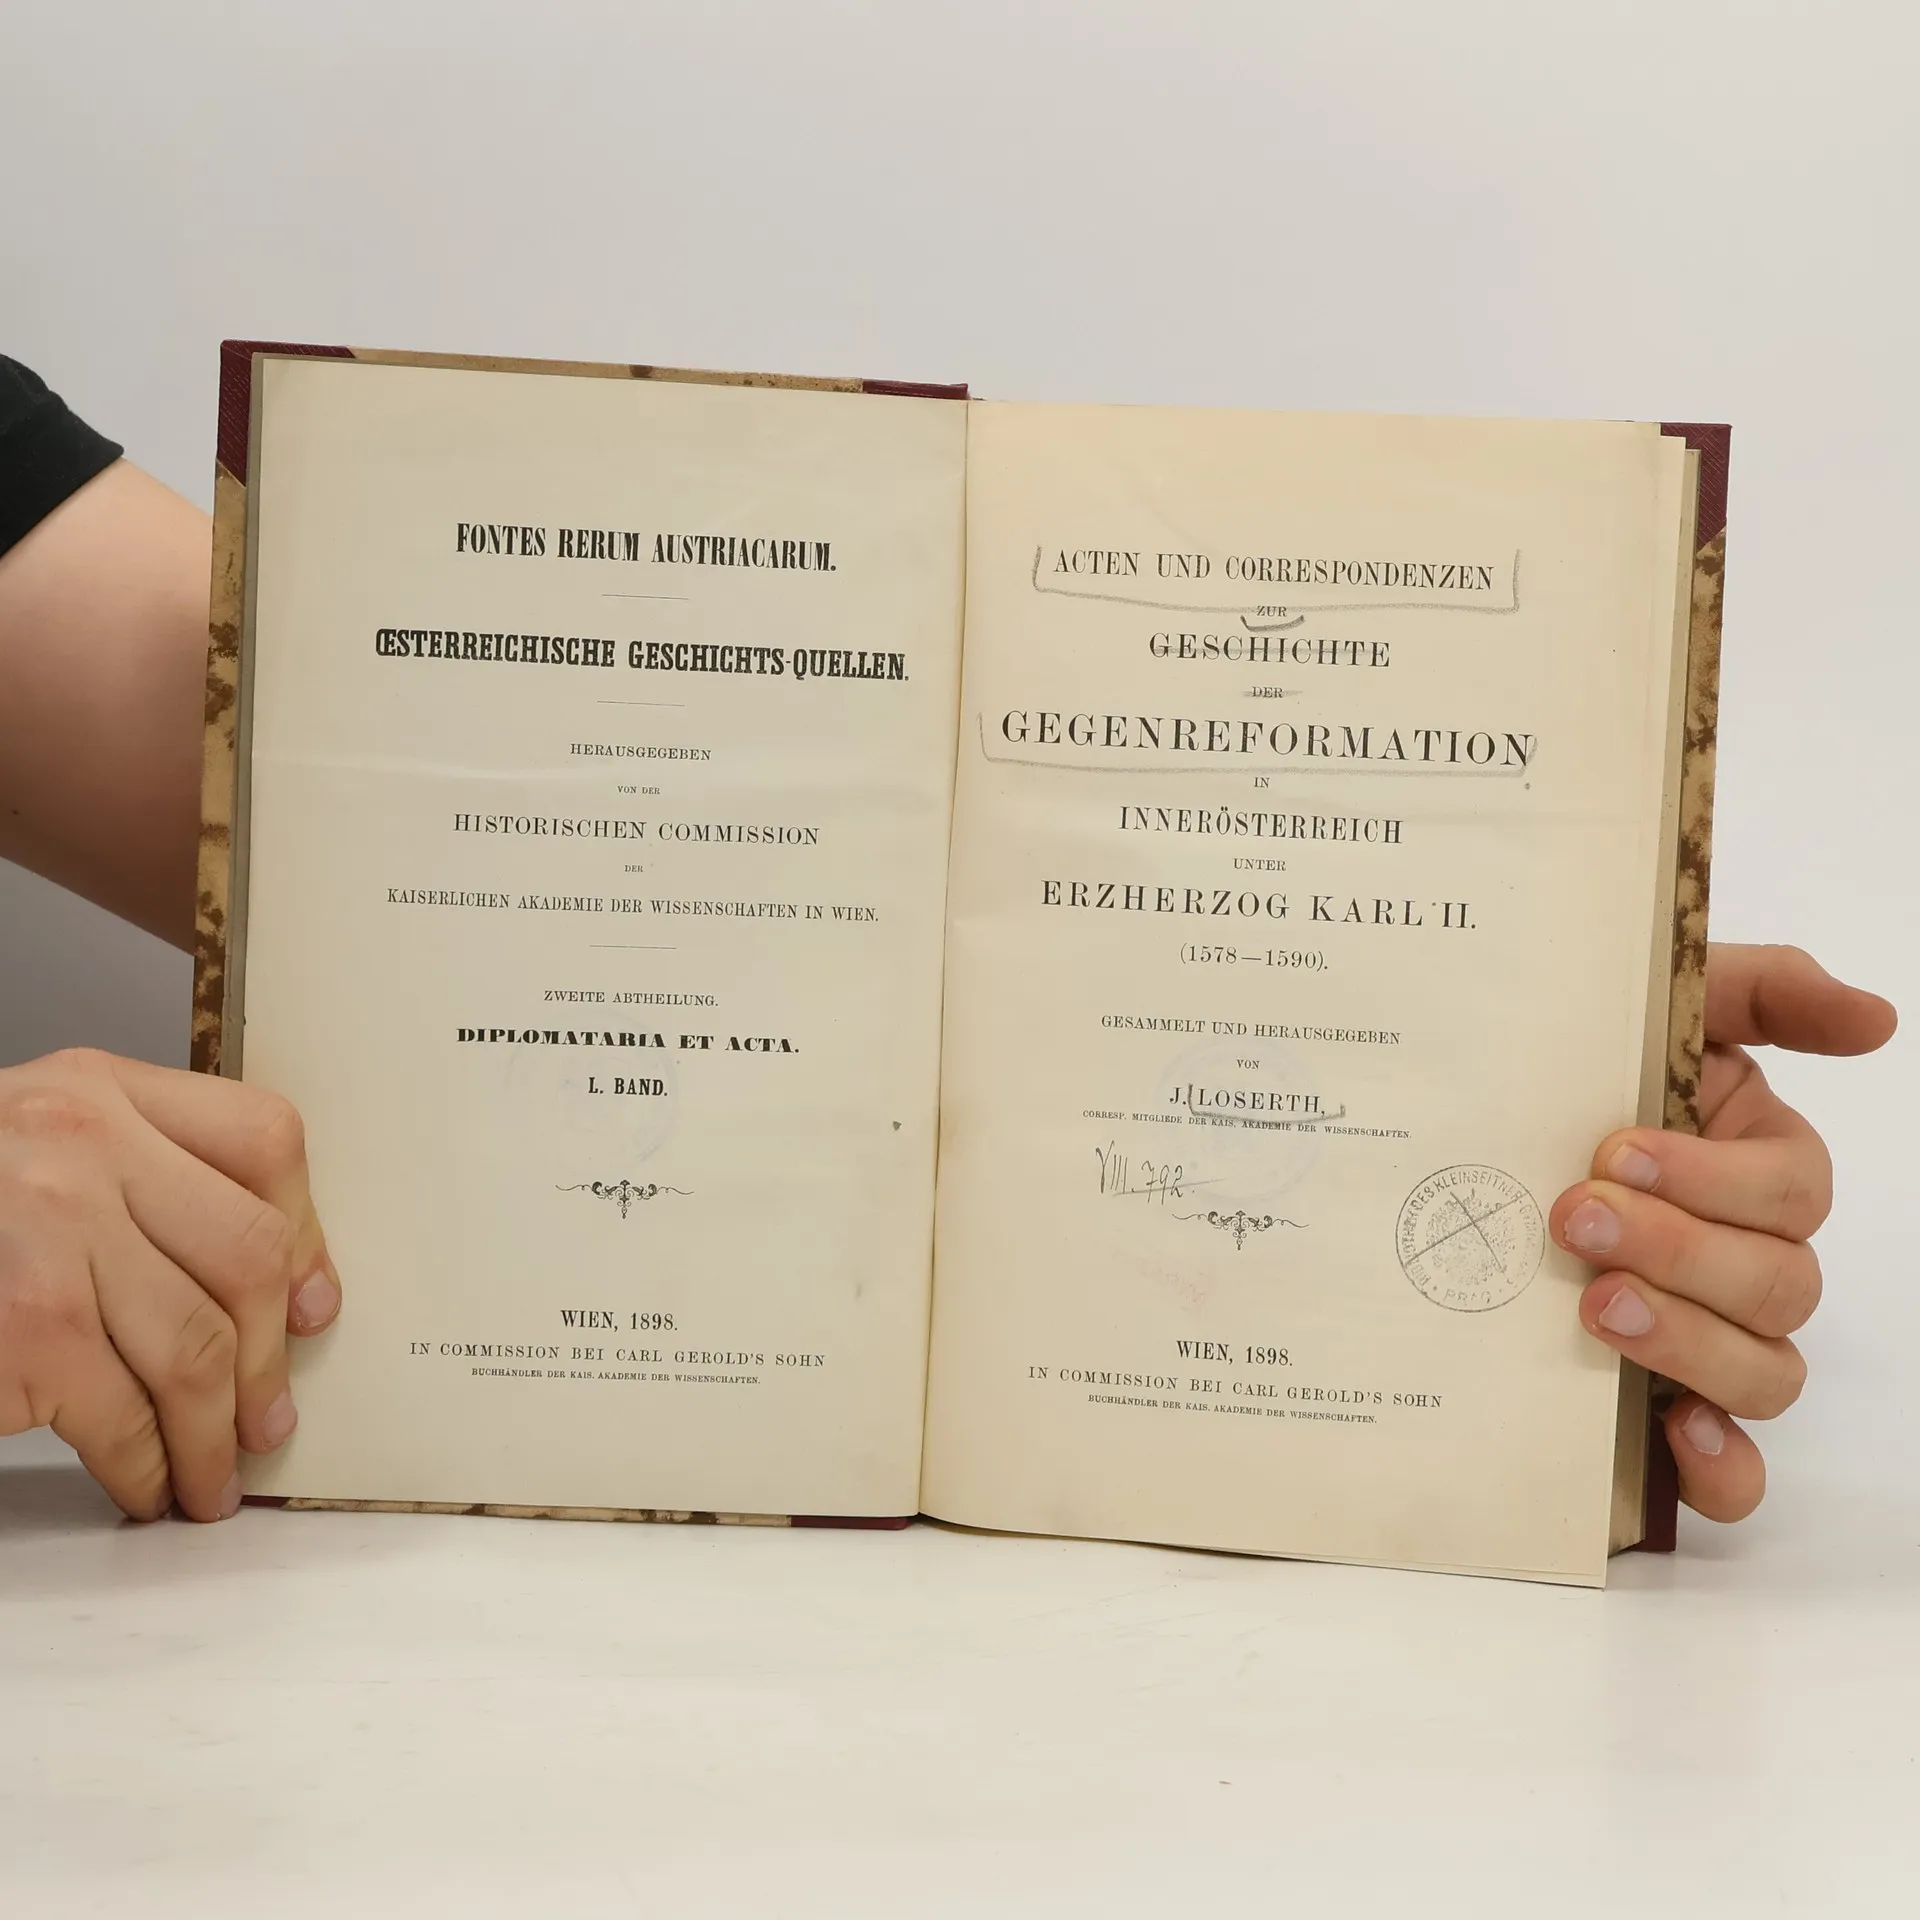 FONTES RERUM AUSTRIACARUM.
ŒSTERREICHISCHE GESCHICHTS-QUELLEN.
HERAUSGEGEBEN
VON DER
HISTORISCHEN COMMISSION
DER
KAISERLICHEN AKADEMIE DER WISSENSCHAFTEN IN WIEN.
ZWEITE ABTHEILUNG.
DIPLOMATARIA ET ACTA.
L. BAND.
WIEN, 1898.
IN COMMISSION BEI CARL GEROLD'S SOHN
BUCHHÄNDLER DER KAIS. AKADEMIE DER WISSENSCHAFTEN.
ACTEN UND CORRESPONDENZEN
ZUR
GESCHICHTE
DER
GEGENREFORMATION
IN
INNERÖSTERREICH
UNTER
ERZHERZOG KARL II.
(1578—1590).
GESAMMELT UND HERAUSGEGEBEN
VON
J. LOSERTH,
CORRESP. MITGLIEDE DER KAIS. AKADEMIE DER WISSENSCHAFTEN.
VIII. 792.
DES KLEINSEITNER
PRAG
WIEN, 1898.
IN COMMISSION BEI CARL GEROLD'S SOHN
BUCHHÄNDLER DER KAIS. AKADEMIE DER WISSENSCHAFTEN.